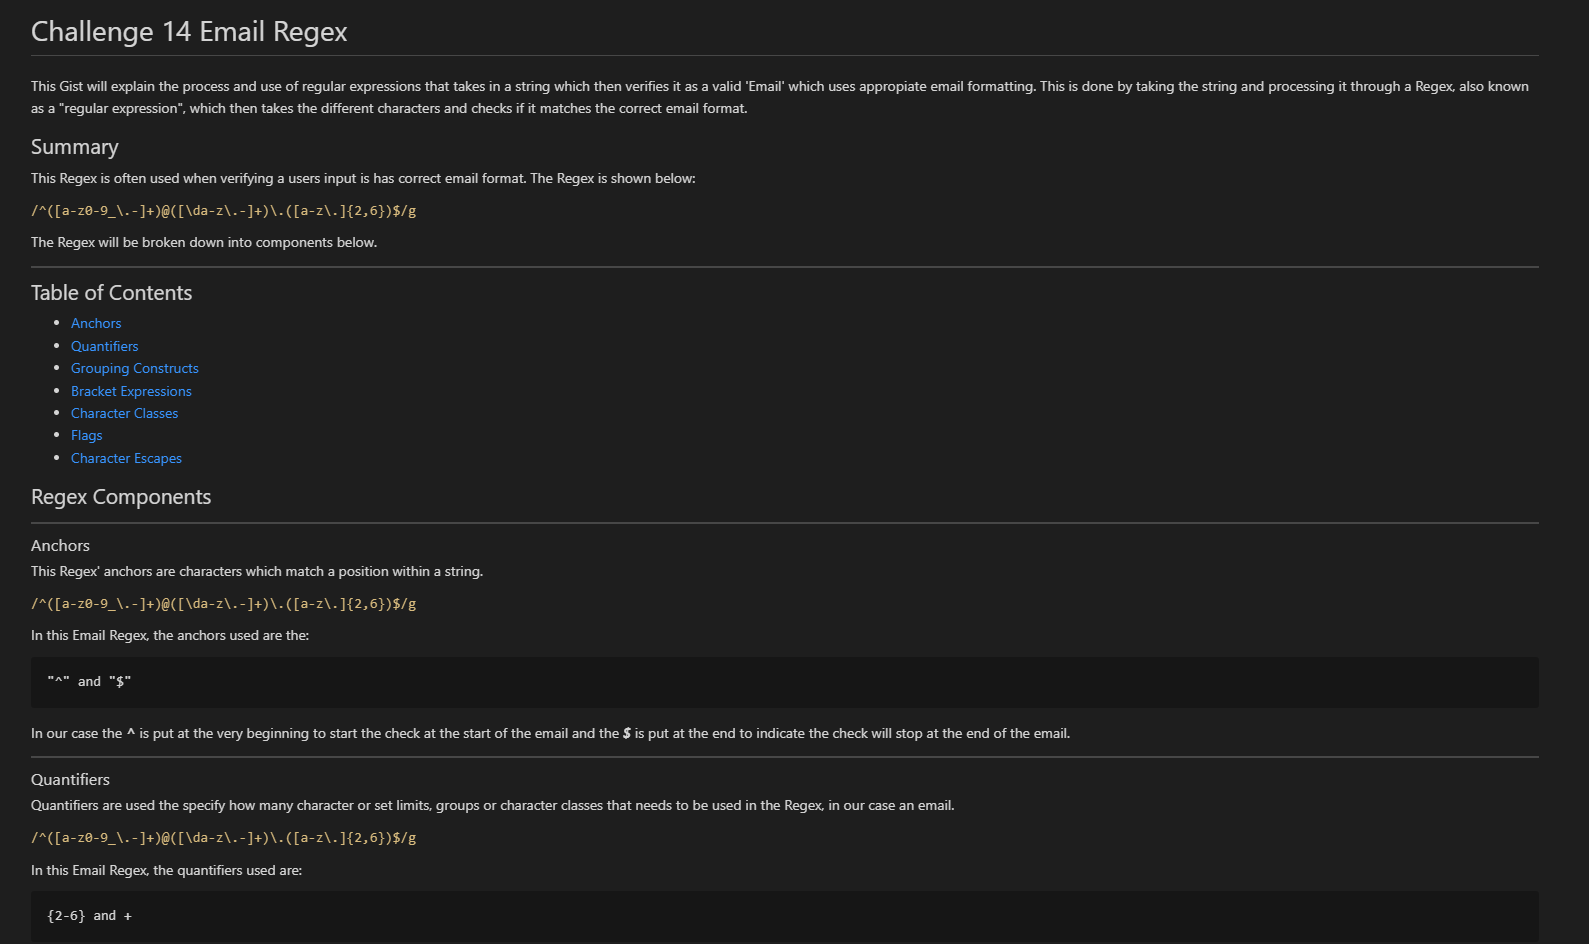 Challenge 14 Email Regex
This Gist will explain the process and use of regular expressions that takes in a string which then verifies it as a valid 'Email' which uses appropiate email formatting. This is done by taking the string and processing it through a Regex, also known
as a "regular expression", which then takes the different characters and checks if it matches the correct email format.
Summary
This Regex is often used when verifying a users input is has correct email format. The Regex is shown below:
/^([a-z0-9_\.-]+)@([\da-z\.-]+)\.([a-z\.]{2,6})$/g
The Regex will be broken down into components below.
Table of Contents
• Anchors
• Quantifiers
• Grouping Constructs
• Bracket Expressions
• Character Classes
• Flags
• Character Escapes
Regex Components
Anchors
This Regex' anchors are characters which match a position within a string.
/^([a-z0-9_\.-]+)@([\da-z\.-]+)\.([a-z\.]{2,6})$/g
In this Email Regex, the anchors used are the:
"^" and "$"
In our case the ^ is put at the very beginning to start the check at the start of the email and the $ is put at the end to indicate the check will stop at the end of the email.
Quantifiers
Quantifiers are used the specify how many character or set limits, groups or character classes that needs to be used in the Regex, in our case an email.
/^([a-z0-9_\.-]+)@([\da-z\.-]+)\.([a-z\.]{2,6})$/g
In this Email Regex, the quantifiers used are:
{2-6} and +